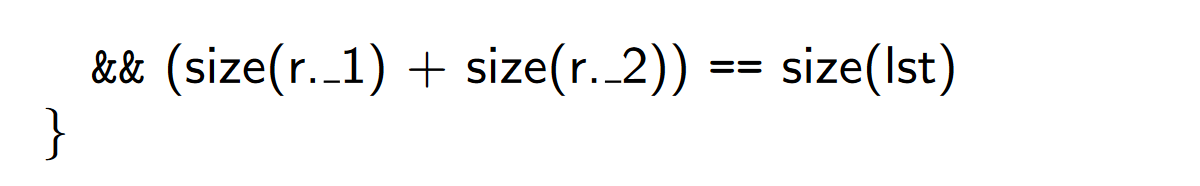 && (size(r._1) + size(r._2)) == size(lst)
}